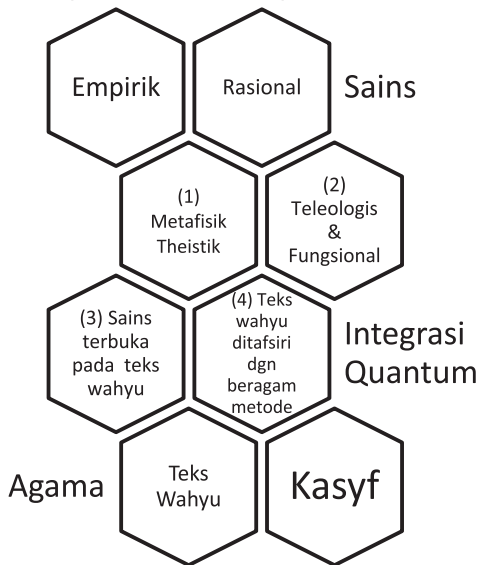 Empirik
Rasional
Sains
(1)
Metafisik
Theistik
(2)
Teleologis
&
Fungsional
(3) Sains
terbuka
pada teks
wahyu
(4) Teks
wahyu
ditafsiri
dgn
beragam
metode
Integrasi
Quantum
Agama
Teks
Wahyu
Kasyf